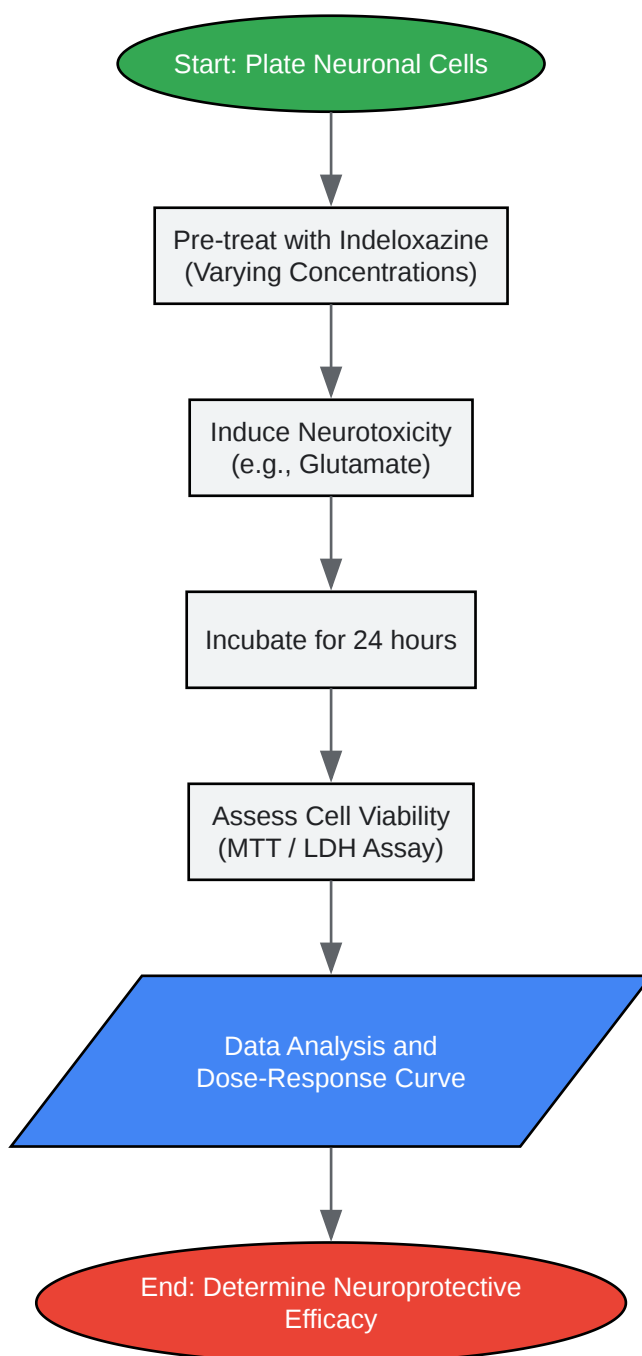 Start: Plate Neuronal Cells
Pre-treat with Indeloxazine
(Varying Concentrations)
Induce Neurotoxicity
(e.g., Glutamate)
Incubate for 24 hours
Assess Cell Viability
(MTT / LDH Assay)
Data Analysis and
Dose-Response Curve
End: Determine Neuroprotective
Efficacy